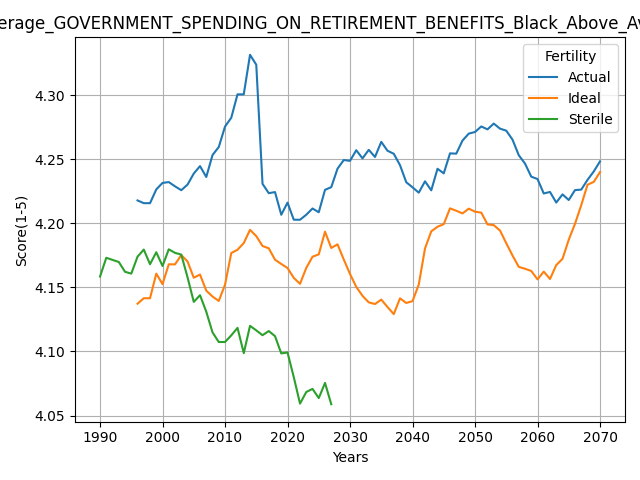 erage_GOVERNMENT_SPENDING_ON_RETIREMENT_BENEFITS_Black_Above_Av
Fertility
Actual
Ideal
Sterile
Score(1-5)
4.30
4.25
4.20
4.15
4.10
4.05
1990 2000 2010 2020 2030 2040 2050 2060 2070
Years